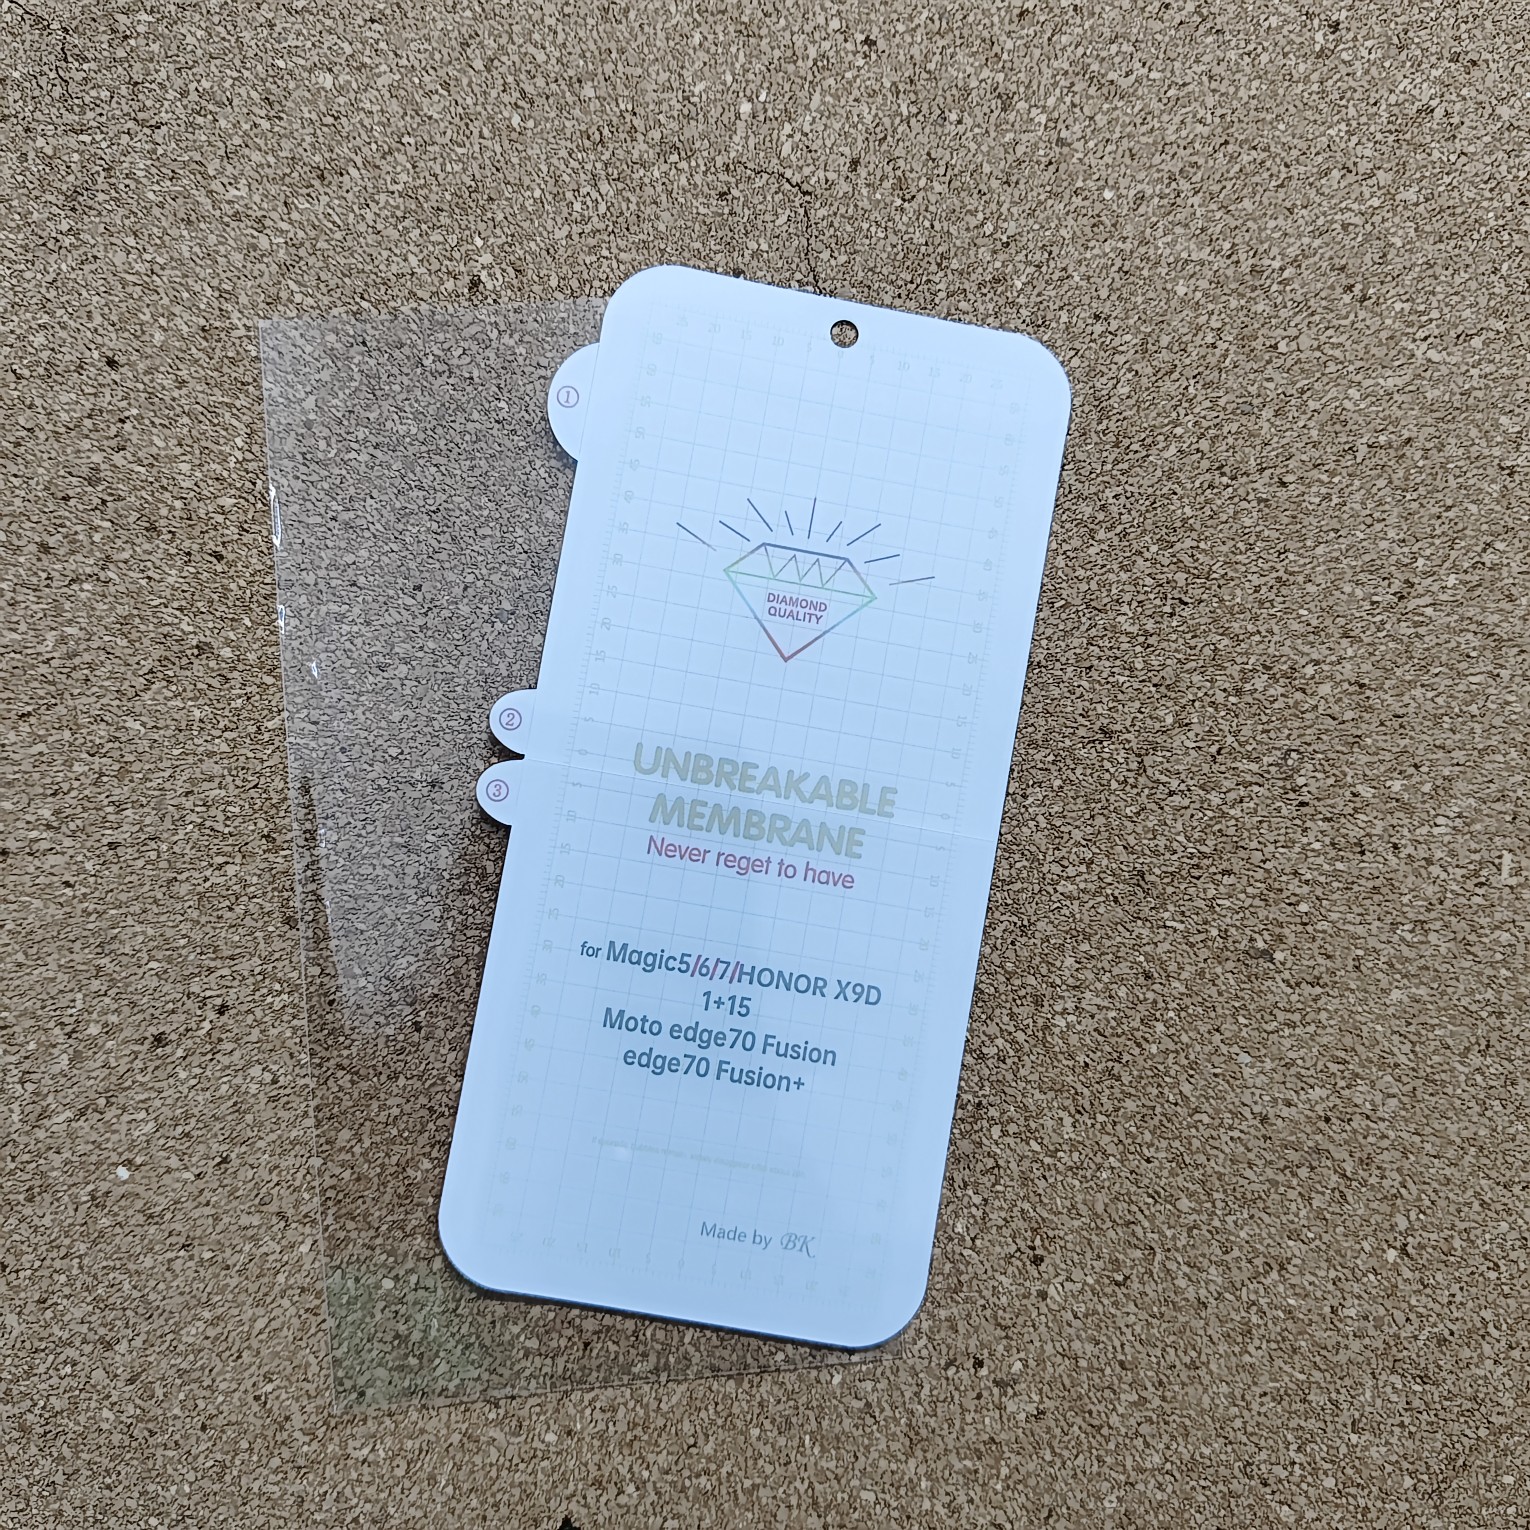 ①
DIAMOND
QUALITY
②
③
UNBREAKABLE
MEMBRANE
Never reget to have
for Magic5/6/7/HONOR X9D
1+15
Moto edge70 Fusion
edge70 Fusion+
Made by BK